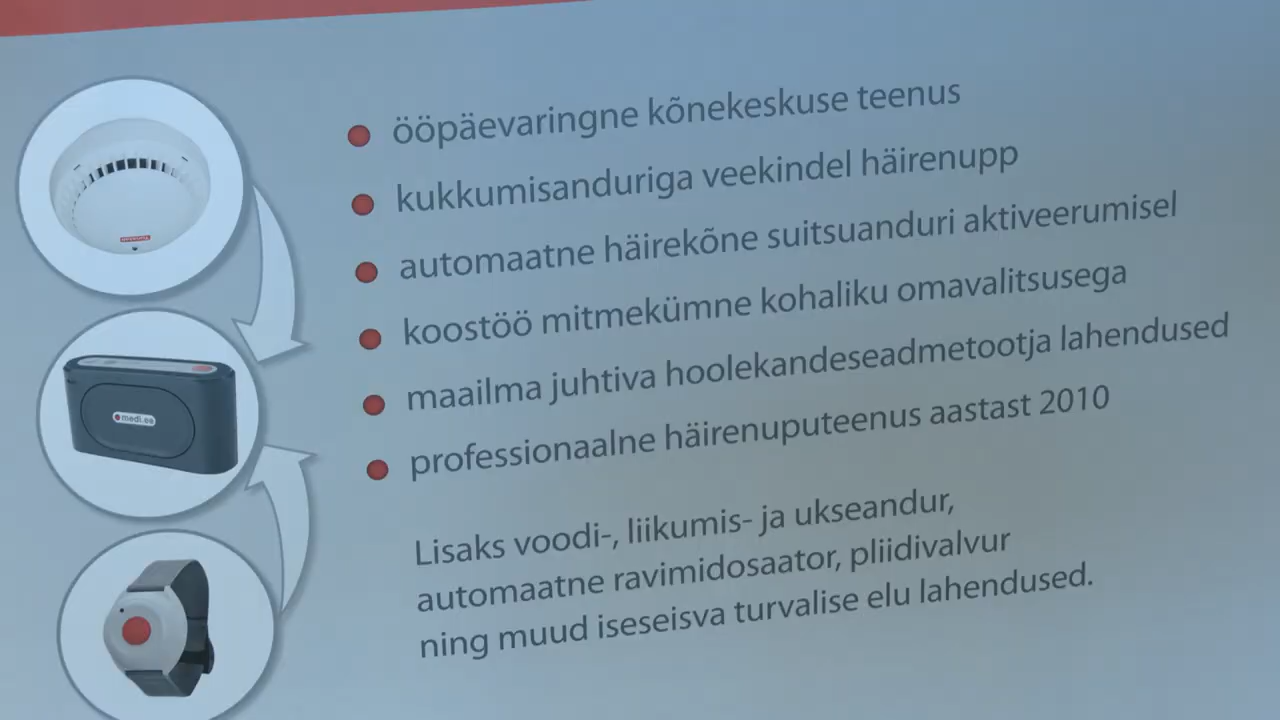 ööpäevaringne kõnekeskuse teenus
kukkumisanduriga veekindel häirenupp
automaatne häirekõne suitsuanduri aktiveerumisel
koostöö mitmekümne kohaliku omavalitsusega
maailma juhtiva hoolekandeseadmetootja lahendused
professionaalne häirenuputeenus aastast 2010
medi.ee
Lisaks voodi-, liikumis- ja ukseandur,
automaatne ravimidosaator, pliidivalvur
ning muud iseseisva turvalise elu lahendused.